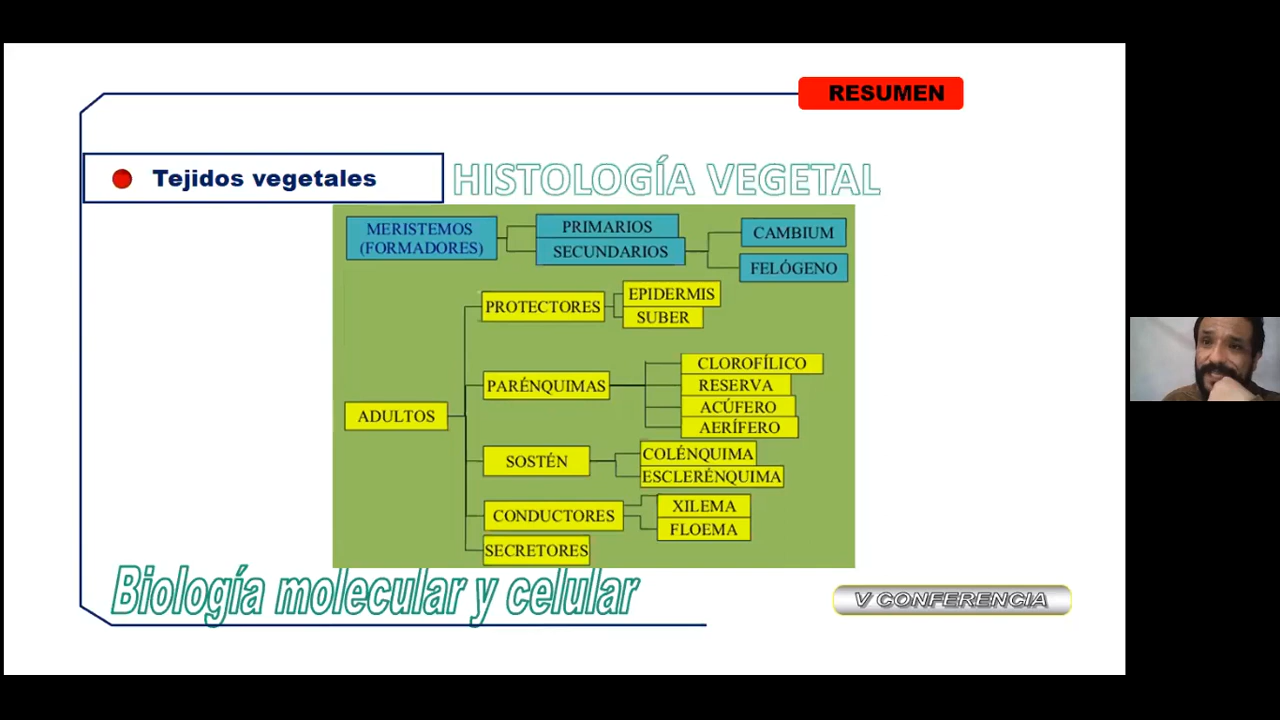 RESUMEN
Tejidos vegetales
HISTOLOGÍA VEGETAL
MERISTEMOS
(FORMADORES)
PRIMARIOS
SECUNDARIOS
CAMBIUM
FELÓGENO
ADULTOS
PROTECTORES
EPIDERMIS
SUBER
PARÉNQUIMAS
CLOROFÍLICO
RESERVA
ACÚFERO
AERÍFERO
SOSTÉN
COLÉNQUIMA
ESCLERÉNQUIMA
CONDUCTORES
XILEMA
FLOEMA
SECRETORES
Biología molecular y celular
V CONFERENCIA